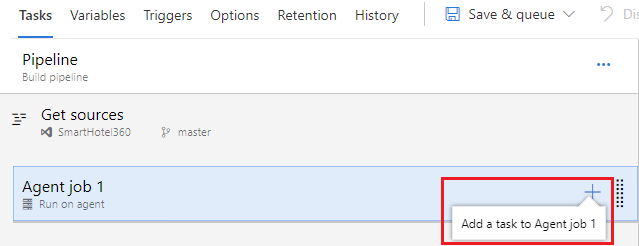 Tasks Variables Triggers Options Retention History Save & queue Dis
Pipeline
Build pipeline
Get sources
SmartHotel360 master
Agent job 1
Run on agent
Add a task to Agent job 1